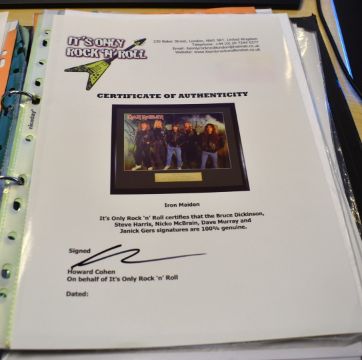 IT'S ONLY
ROCK 'N' ROLL
230 Baker Street, London, NW1 5RT, United Kingdom
CERTIFICATE OF AUTHENTICITY
IRON MAIDEN
Iron Maiden
It's Only Rock 'n' Roll certifies that the Bruce Dickinson,
Steve Harris, Nicko McBrain, Dave Murray and
Janick Gers signatures are 100% genuine.
Signed
Howard Cohen
On behalf of It's Only Rock 'n' Roll
Dated: